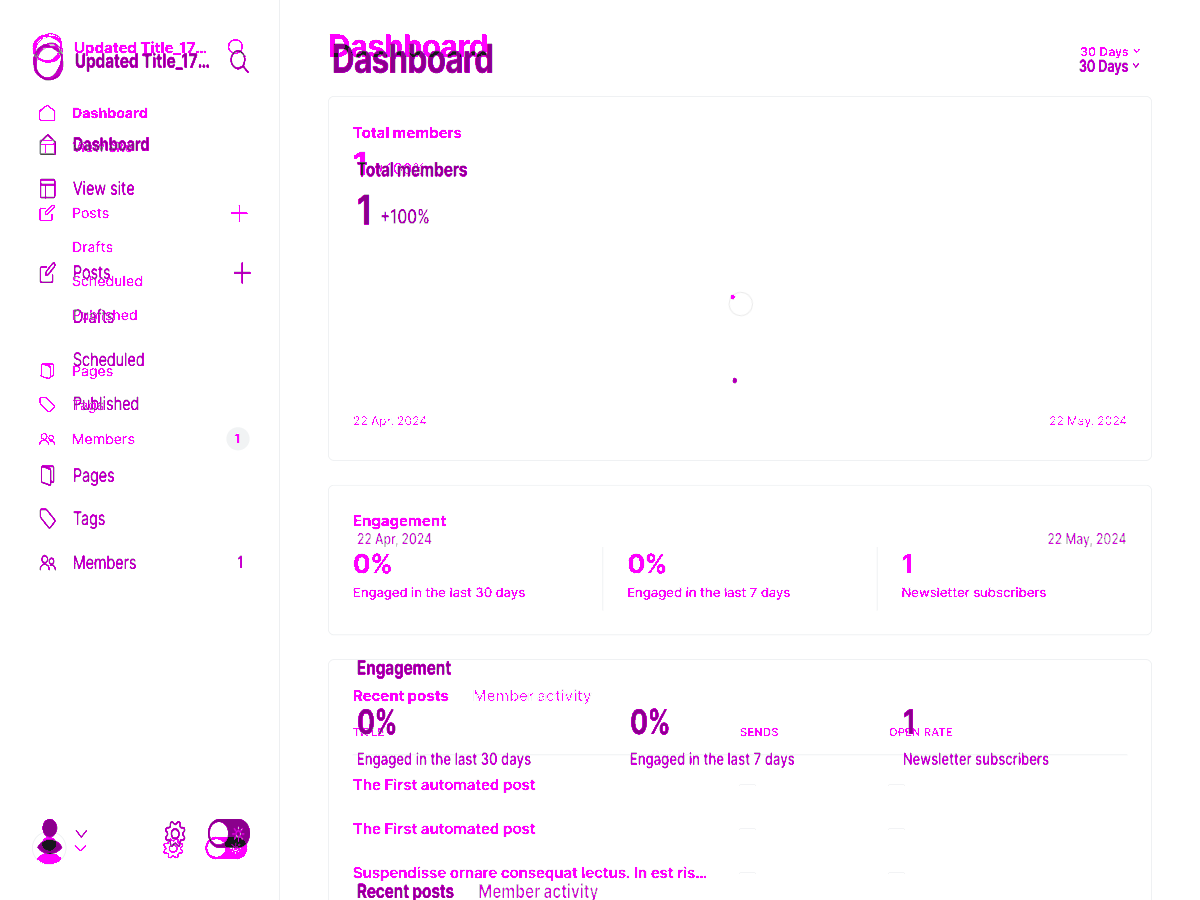 Updated Title_17...
Updated Title_17...
Dashboard
Dashboard
View site
Posts
Drafts
Posts
Scheduled
Published
Drafts
Scheduled
Pages
Published
Tags
Members 1
Pages
Tags
Members 1
Dashboard
Dashboard
30 Days
30 Days
Total members
1 +100%
Total members
1 +100%
22 Apr, 2024 22 May, 2024
Engagement
22 Apr, 2024 22 May, 2024
0% 0% 1
Engaged in the last 30 days Engaged in the last 7 days Newsletter subscribers
Engagement
Recent posts Member activity
0% 0% 1
TITLE SENDS OPEN RATE
Engaged in the last 30 days Engaged in the last 7 days Newsletter subscribers
The First automated post — —
The First automated post —
Suspendisse ornare consequat lectus. In est ris... — —
Recent posts Member activity